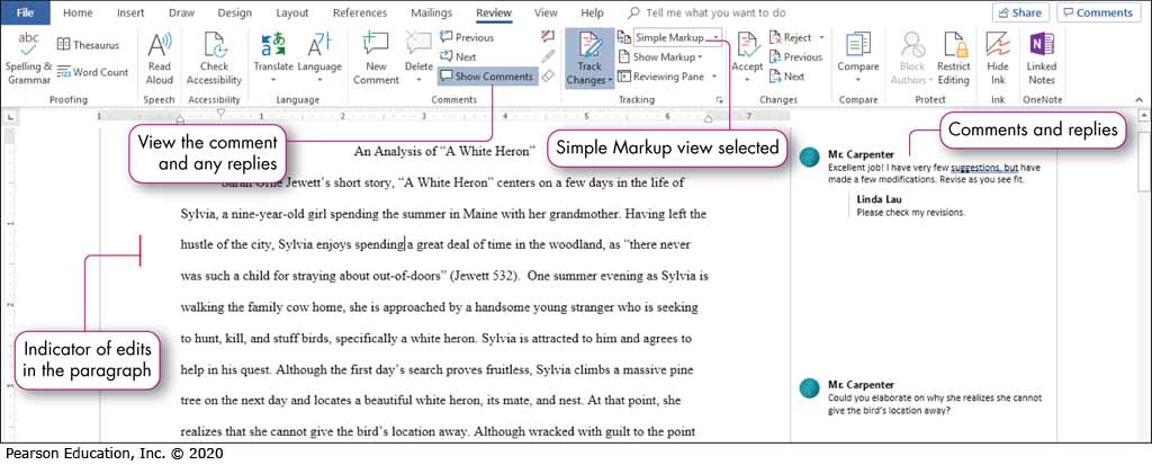 File Home Insert Draw Design Layout References Mailings Review View Help Tell me what you want to do Share Comments
abc Thesaurus Previous Simple Markup Reject
Next Show Markup Previous
Spelling & Grammar Word Count Read Aloud Check Accessibility Translate Language New Comment Delete Show Comments Track Changes Reviewing Pane Accept Next Compare Block Authors Restrict Editing Hide Ink Linked Notes
Proofing Speech Accessibility Language Comments Tracking Changes Compare Protect Ink OneNote
1 1 2 3 4 5 6 7
View the comment
and any replies
Simple Markup view selected
Comments and replies
An Analysis of “A White Heron”
Sarah Orne Jewett’s short story, “A White Heron” centers on a few days in the life of
Sylvia, a nine-year-old girl spending the summer in Maine with her grandmother. Having left the
hustle of the city, Sylvia enjoys spending a great deal of time in the woodland, as “there never
was such a child for straying about out-of-doors” (Jewett 532).  One summer evening as Sylvia is
walking the family cow home, she is approached by a handsome young stranger who is seeking
to hunt, kill, and stuff birds, specifically a white heron. Sylvia is attracted to him and agrees to
help in his quest. Although the first day’s search proves fruitless, Sylvia climbs a massive pine
tree on the next day and locates a beautiful white heron, its mate, and nest. At that point, she
realizes that she cannot give the bird’s location away. Although wracked with guilt to the point
1
2
3
Indicator of edits
in the paragraph
Mr. Carpenter
Excellent job! I have very few suggestions, but have
made a few modifications. Revise as you see fit.
Linda Lau
Please check my revisions.
Mr. Carpenter
Could you elaborate on why she realizes she cannot
give the bird’s location away?
Pearson Education, Inc. © 2020